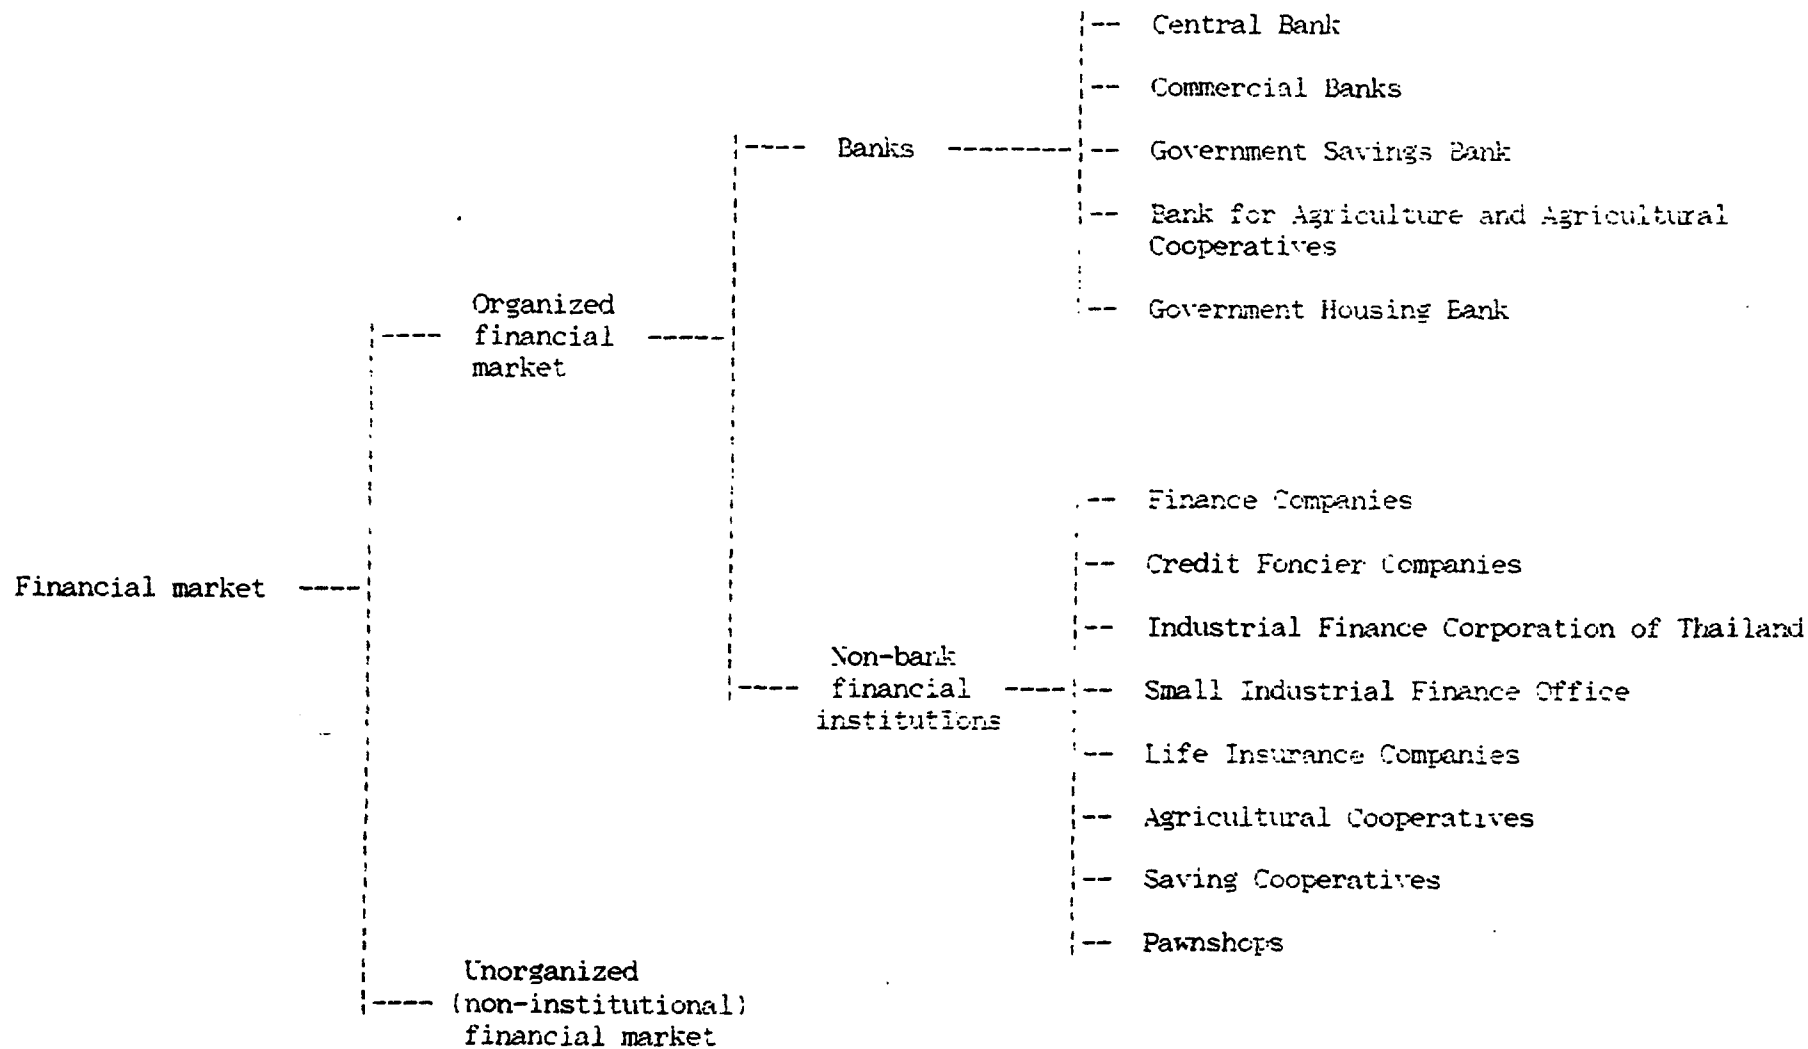 Central Bank
Commercial Banks
Banks
Government Savings Bank
Bank for Agriculture and Agricultural
Cooperatives
Government Housing Bank
Organized
financial
market
Finance Companies
Credit Foncier Companies
Financial market
Industrial Finance Corporation of Thailand
Non-bank
financial
institutions
Small Industrial Finance Office
Life Insurance Companies
Agricultural Cooperatives
Saving Cooperatives
Pawnshops
Unorganized
(non-institutional)
financial market